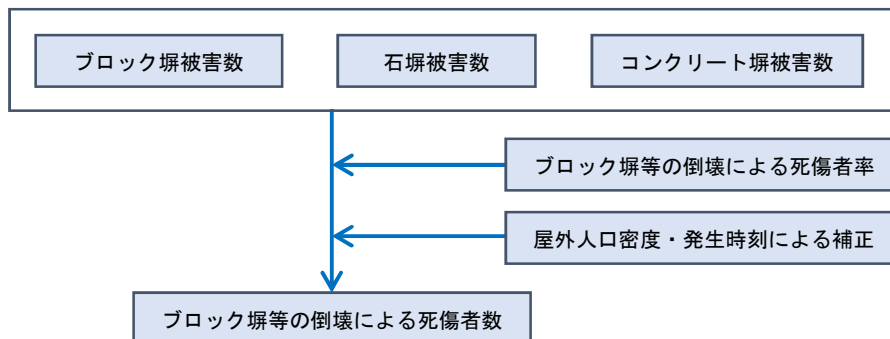 ブロック塀被害数
石塀被害数
コンクリート塀被害数
ブロック塀等の倒壊による死傷者率
屋外人口密度・発生時刻による補正
ブロック塀等の倒壊による死傷者数